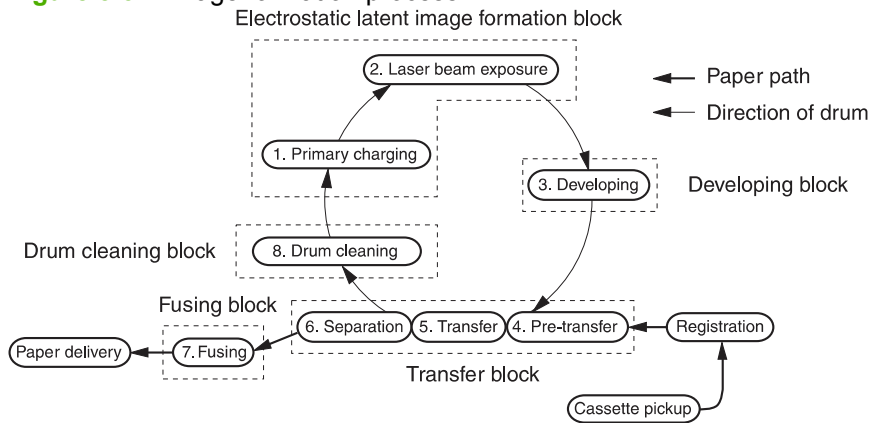 Electrostatic latent image formation block
2. Laser beam exposure
Paper path
Direction of drum
1. Primary charging
3. Developing
Developing block
Drum cleaning block
8. Drum cleaning
Fusing block
6. Separation
5. Transfer
4. Pre-transfer
Registration
Paper delivery
7. Fusing
Transfer block
Cassette pickup